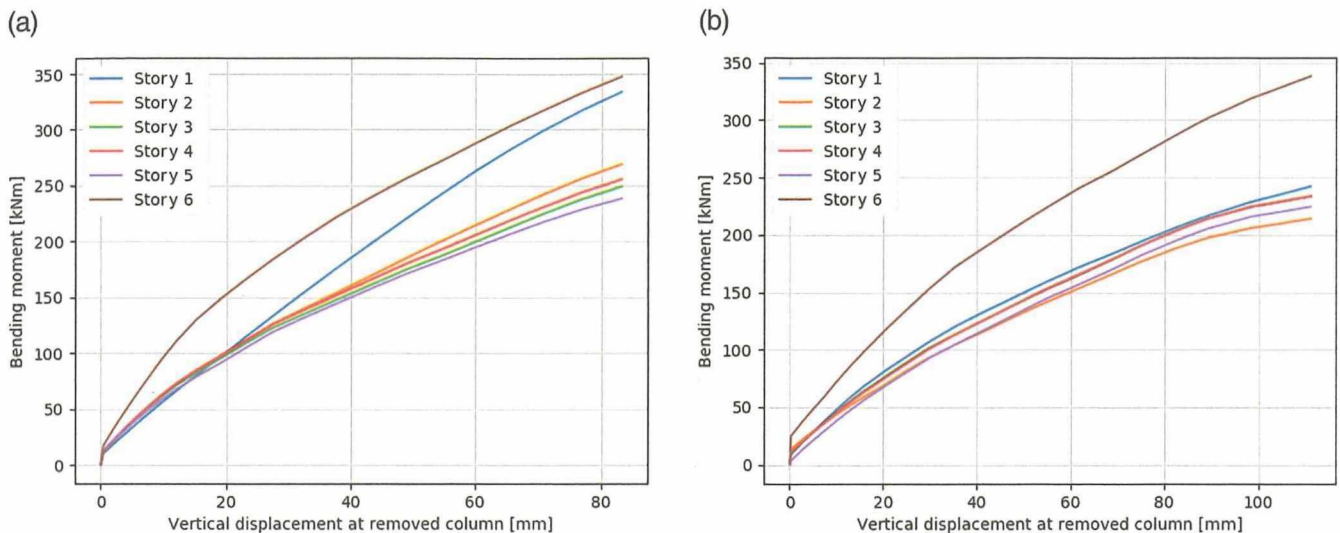 (a)
350
300
250
200
150
100
50
0
Bending moment [kNm]
Story 1
Story 2
Story 3
Story 4
Story 5
Story 6
0 20 40 60 80
Vertical displacement at removed column [mm]
(b)
350
300
250
200
150
100
50
0
Bending moment [kNm]
Story 1
Story 2
Story 3
Story 4
Story 5
Story 6
0 20 40 60 80 100
Vertical displacement at removed column [mm]